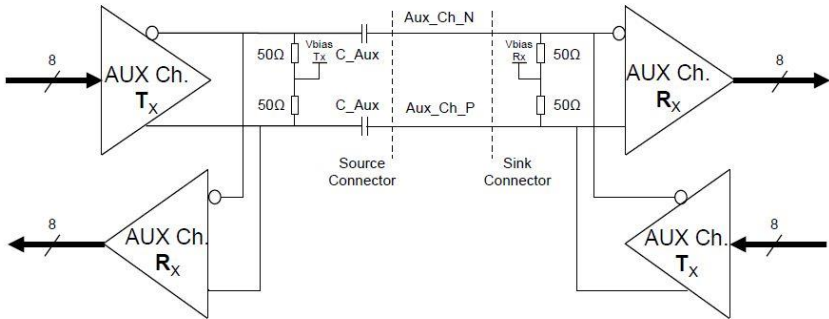 Aux_Ch_N
8
AUX Ch.
TX
50Ω
Vbias
Tx
C_Aux
Vbias
Rx
50Ω
AUX Ch.
RX
8
50Ω
C_Aux
Aux_Ch_P
50Ω
Source
Connector
Sink
Connector
8
AUX Ch.
RX
AUX Ch.
TX
8